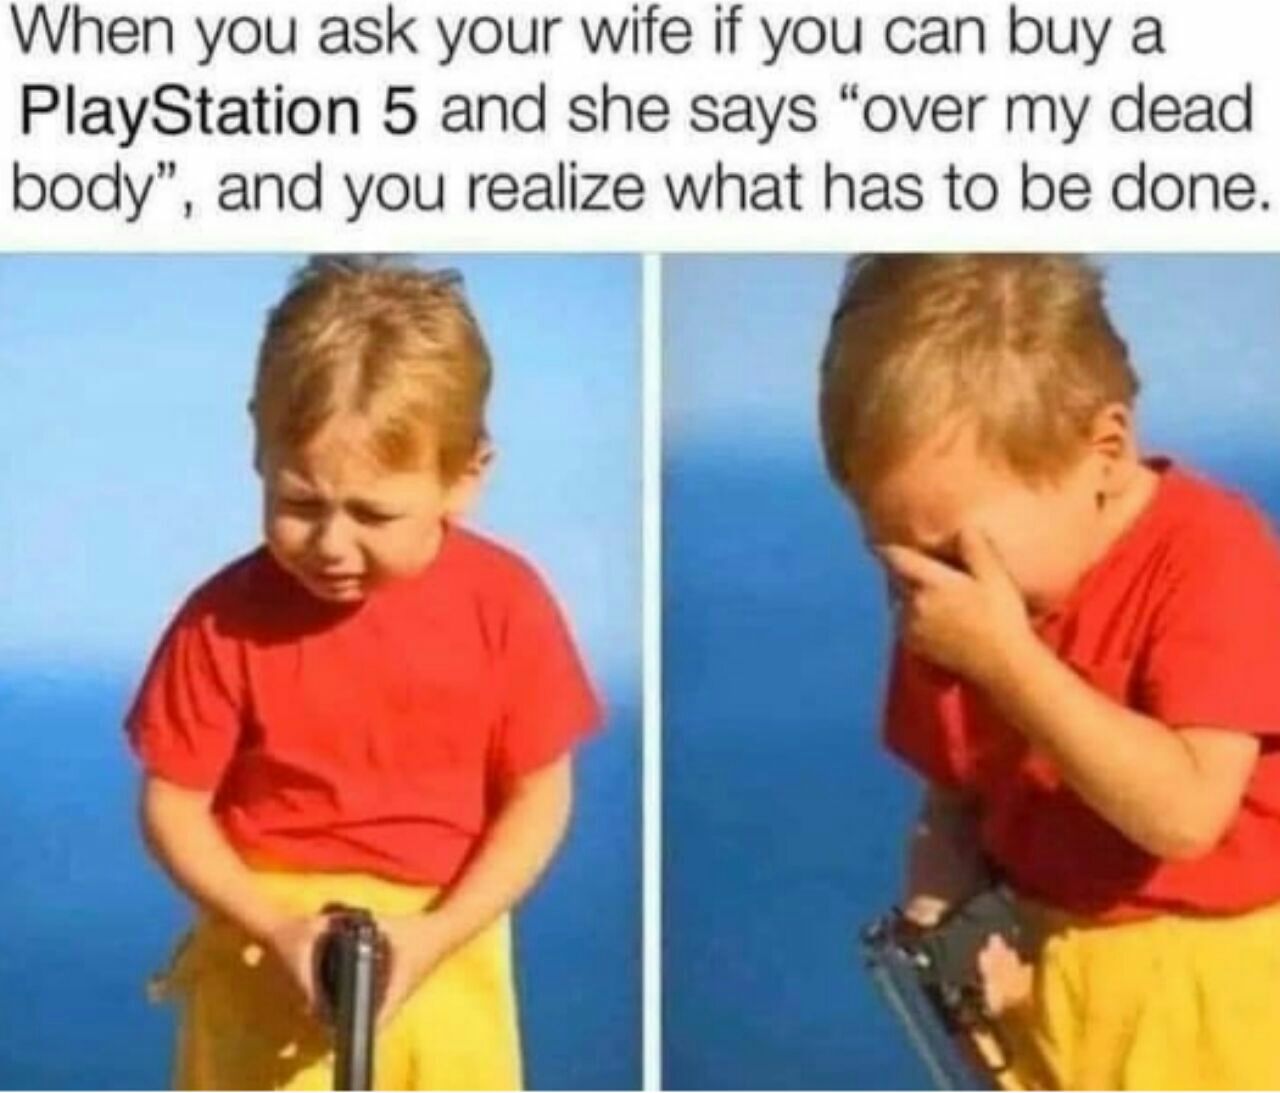 When you ask your wife if you can buy a
PlayStation 5 and she says “over my dead
body”, and you realize what has to be done.